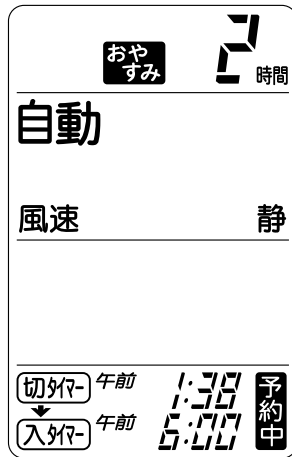 おやすみ 2時間
自動
風速 静
切タイマー 午前 1:38 予約中
入タイマー 午前 6:00